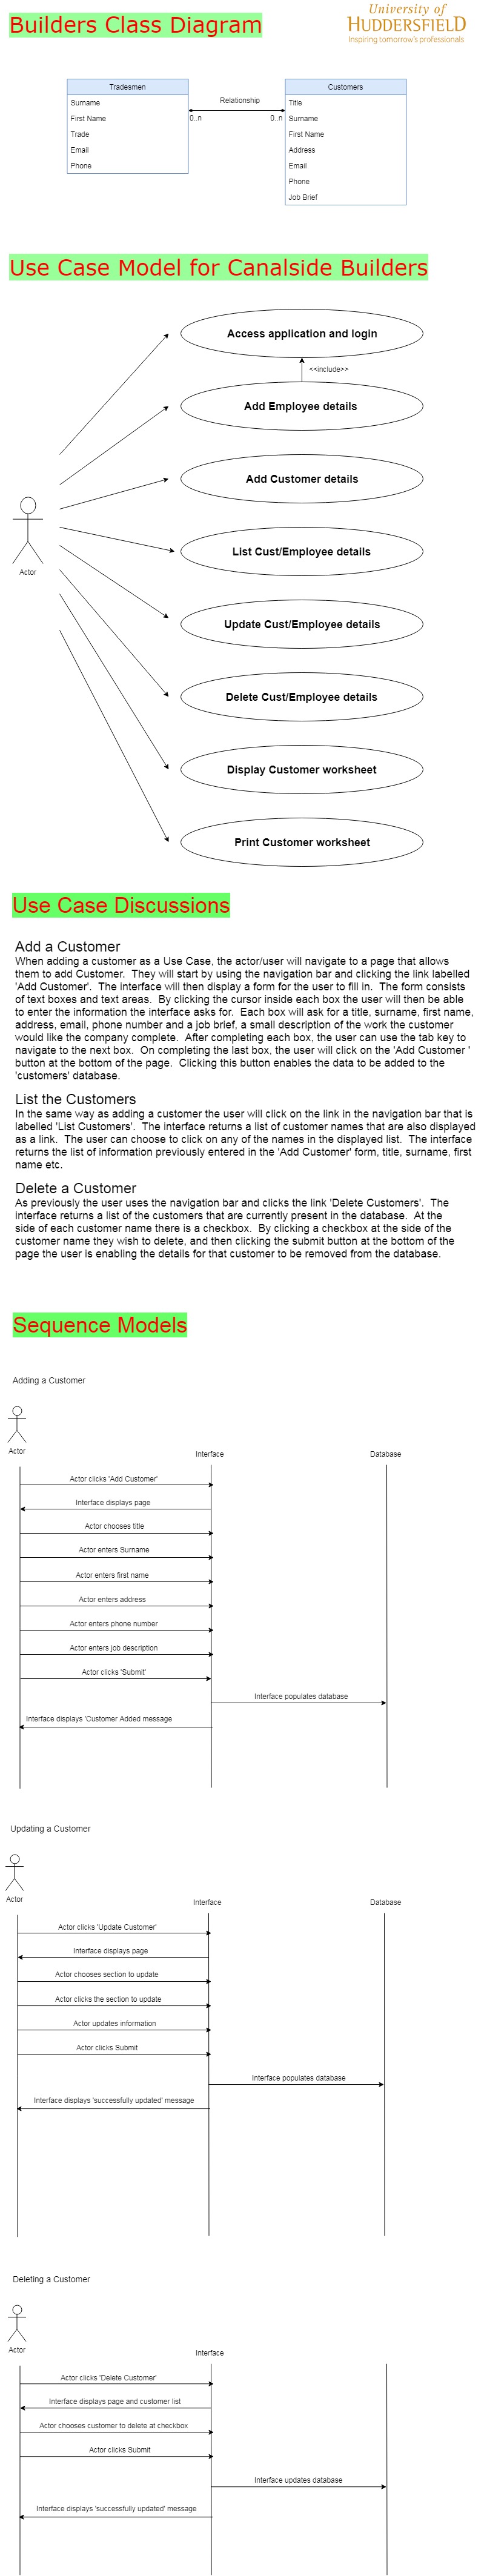 Builders Class Diagram
University of
HUDDERSFIELD
Inspiring tomorrow's professionals
Tradesmen
Surname
First Name
Trade
Email
Phone
Relationship
0..n
0..n
Customers
Title
Surname
First Name
Address
Email
Phone
Job Brief
Use Case Model for Canalside Builders
Access application and login
<<include>>
Add Employee details
Add Customer details
List Cust/Employee details
Update Cust/Employee details
Delete Cust/Employee details
Display Customer worksheet
Print Customer worksheet
Actor
Use Case Discussions
Add a Customer
When adding a customer as a Use Case, the actor/user will navigate to a page that allows
them to add Customer. They will start by using the navigation bar and clicking the link labelled
'Add Customer'. The interface will then display a form for the user to fill in. The form consists
of text boxes and text areas. By clicking the cursor inside each box the user will then be able
to enter the information the interface asks for. Each box will ask for a title, surname, first name,
address, email, phone number and a job brief, a small description of the work the customer
would like the company complete. After completing each box, the user can use the tab key to
navigate to the next box. On completing the last box, the user will click on the 'Add Customer '
button at the bottom of the page. Clicking this button enables the data to be added to the
'customers' database.
List the Customers
In the same way as adding a customer the user will click on the link in the navigation bar that is
labelled 'List Customers'. The interface returns a list of customer names that are also displayed
as a link. The user can choose to click on any of the names in the displayed list. The interface
returns the list of information previously entered in the 'Add Customer' form, title, surname, first
name etc.
Delete a Customer
As previously the user uses the navigation bar and clicks the link 'Delete Customers'. The
interface returns a list of the customers that are currently present in the database. At the
side of each customer name there is a checkbox. By clicking a checkbox at the side of the
customer name they wish to delete, and then clicking the submit button at the bottom of the
page the user is enabling the details for that customer to be removed from the database.
Sequence Models
Adding a Customer
Actor
Interface
Database
Actor clicks 'Add Customer'
Interface displays page
Actor chooses title
Actor enters Surname
Actor enters first name
Actor enters address
Actor enters phone number
Actor enters job description
Actor clicks 'Submit'
Interface populates database
Interface displays 'Customer Added message
Updating a Customer
Actor
Interface
Database
Actor clicks 'Update Customer'
Interface displays page
Actor chooses section to update
Actor clicks the section to update
Actor updates information
Actor clicks Submit
Interface populates database
Interface displays 'successfully updated' message
Deleting a Customer
Actor
Interface
Actor clicks 'Delete Customer'
Interface displays page and customer list
Actor chooses customer to delete at checkbox
Actor clicks Submit
Interface updates database
Interface displays 'successfully updated' message